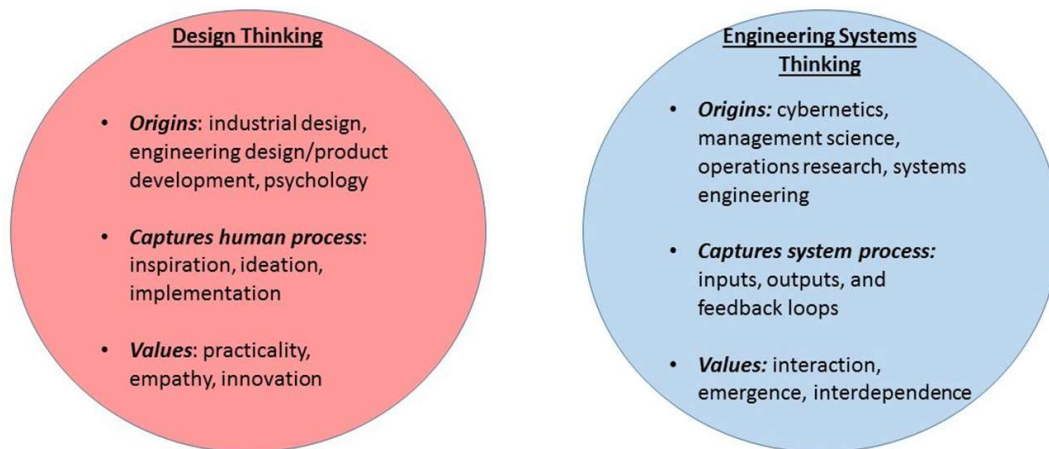 Design Thinking
• Origins: industrial design,
engineering design/product
development, psychology
• Captures human process:
inspiration, ideation,
implementation
• Values: practicality,
empathy, innovation
Engineering Systems
Thinking
• Origins: cybernetics,
management science,
operations research, systems
engineering
• Captures system process:
inputs, outputs, and
feedback loops
• Values: interaction,
emergence, interdependence